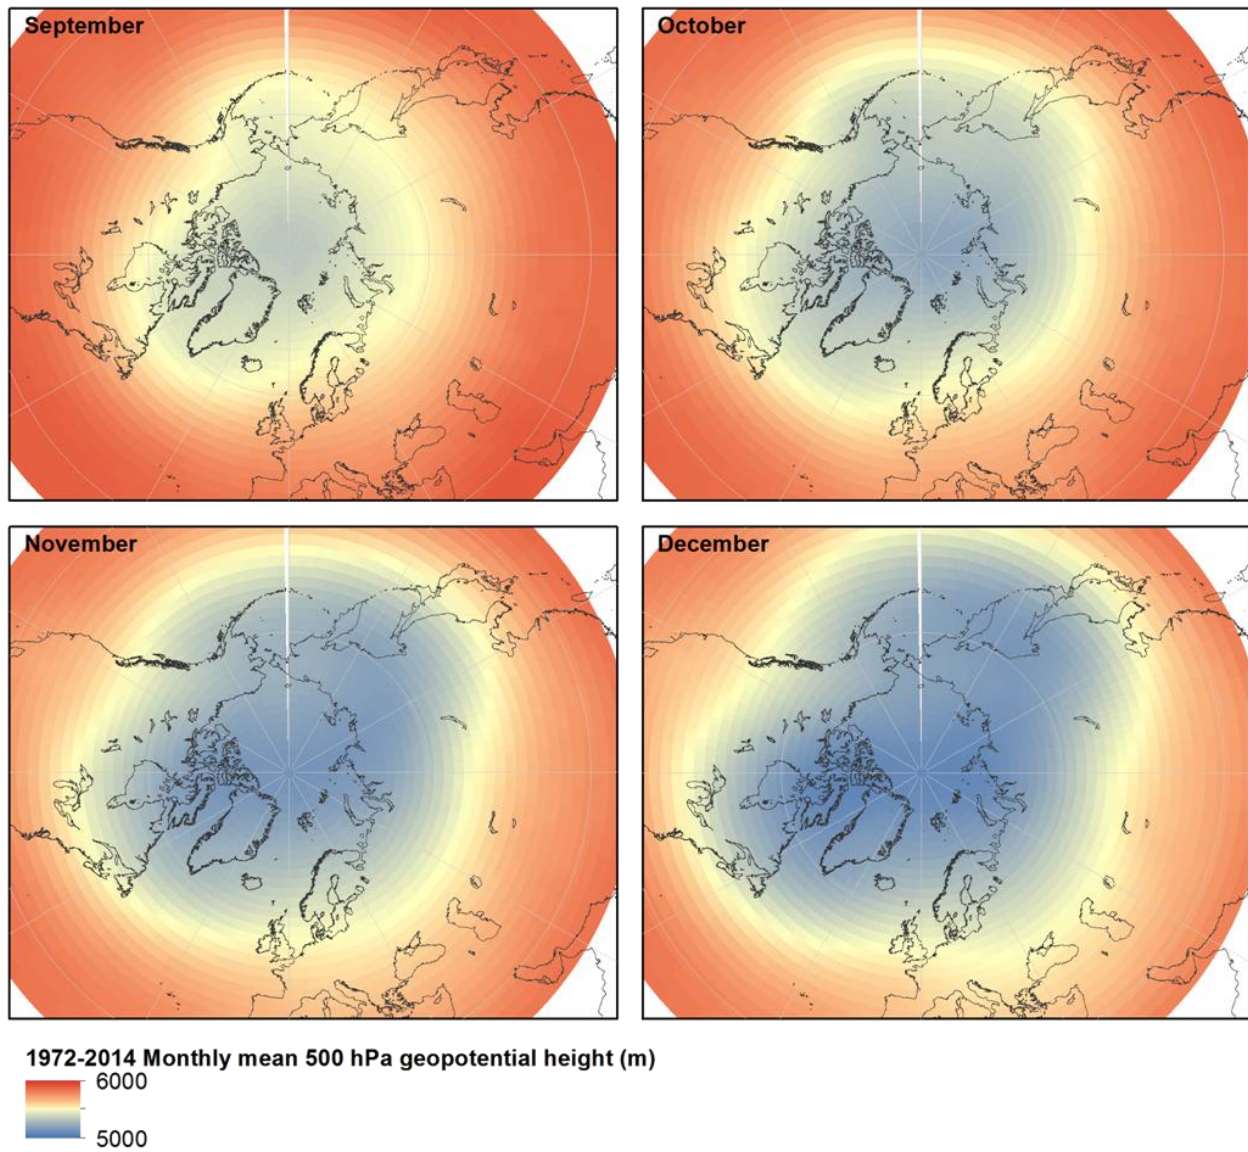 September
October
November
December
1972-2014 Monthly mean 500 hPa geopotential height (m)
6000
5000